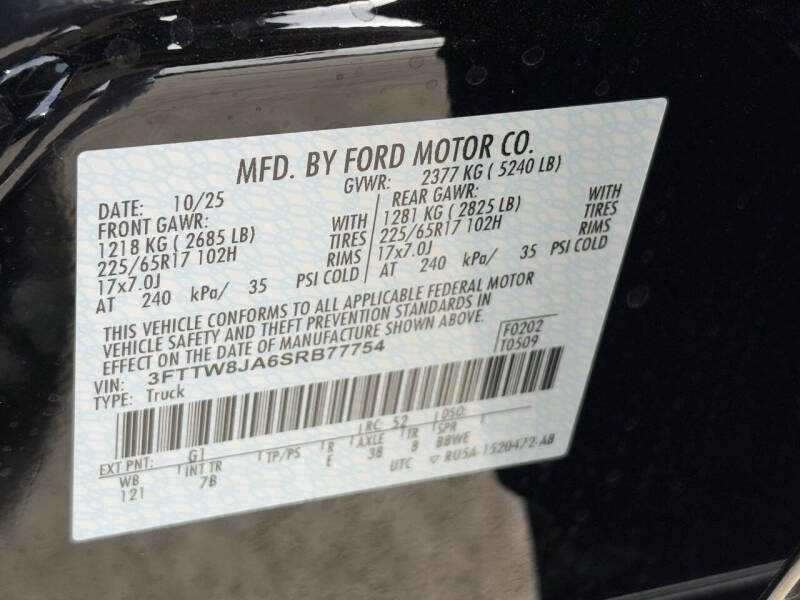 MFD. BY FORD MOTOR CO.
DATE: 10/25 GVWR: 2377 KG ( 5240 LB)
FRONT GAWR: REAR GAWR:
1218 KG ( 2685 LB) WITH 1281 KG ( 2825 LB) WITH
225/65R17 102H TIRES 225/65R17 102H TIRES
17x7.0J RIMS 17x7.0J RIMS
AT 240 kPa/ 35 PSI COLD AT 240 kPa/ 35 PSI COLD
THIS VEHICLE CONFORMS TO ALL APPLICABLE FEDERAL MOTOR
VEHICLE SAFETY AND THEFT PREVENTION STANDARDS IN
EFFECT ON THE DATE OF MANUFACTURE SHOWN ABOVE.
VIN: 3FTTW8JA6SRB77754 F0202
TYPE: Truck T0509
EXT PNT: G1 RC: 52 DSO:
WB INT TR TP/PS R AXLE TR SPR
121 7B E 38 8 BBWE
UTC RU5A-1520472-AB